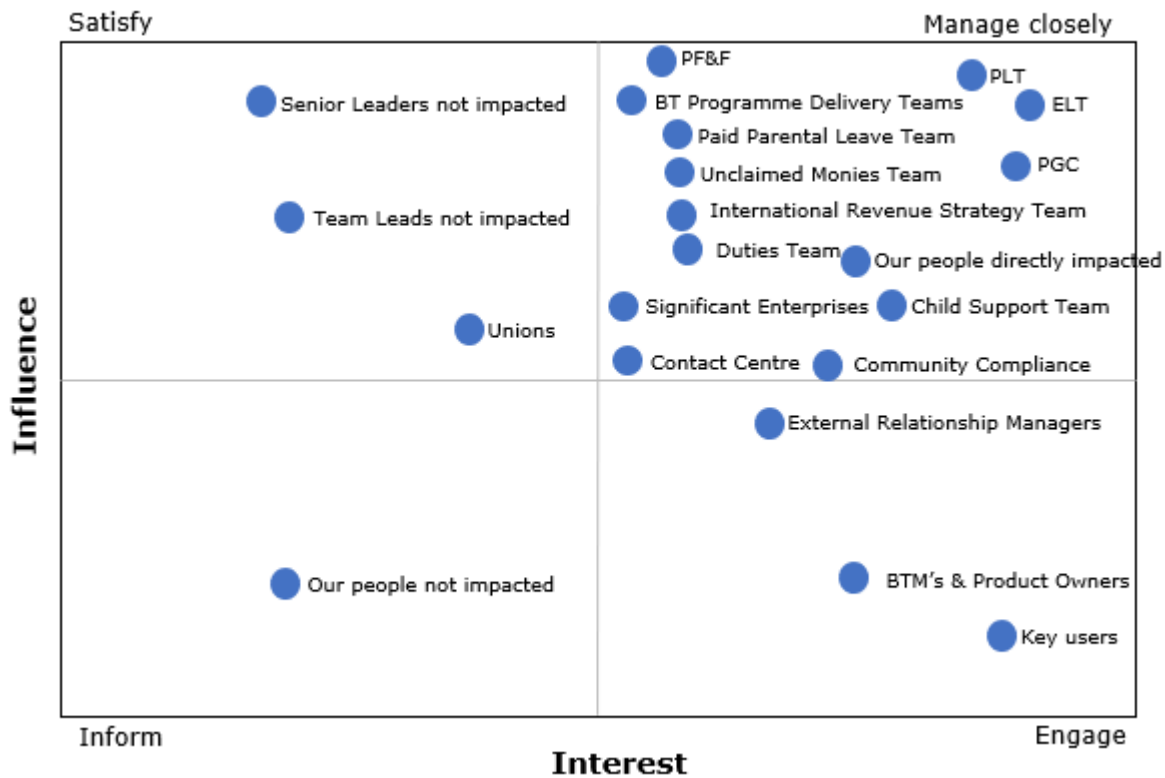 Satisfy
Manage closely
PF&F
PLT
Senior Leaders not impacted
BT Programme Delivery Teams
ELT
Paid Parental Leave Team
Unclaimed Monies Team
PGC
Team Leads not impacted
International Revenue Strategy Team
Duties Team
Our people directly impacted
Significant Enterprises
Child Support Team
Unions
Contact Centre
Community Compliance
Influence
External Relationship Managers
Our people not impacted
BTM's & Product Owners
Key users
Inform
Engage
Interest